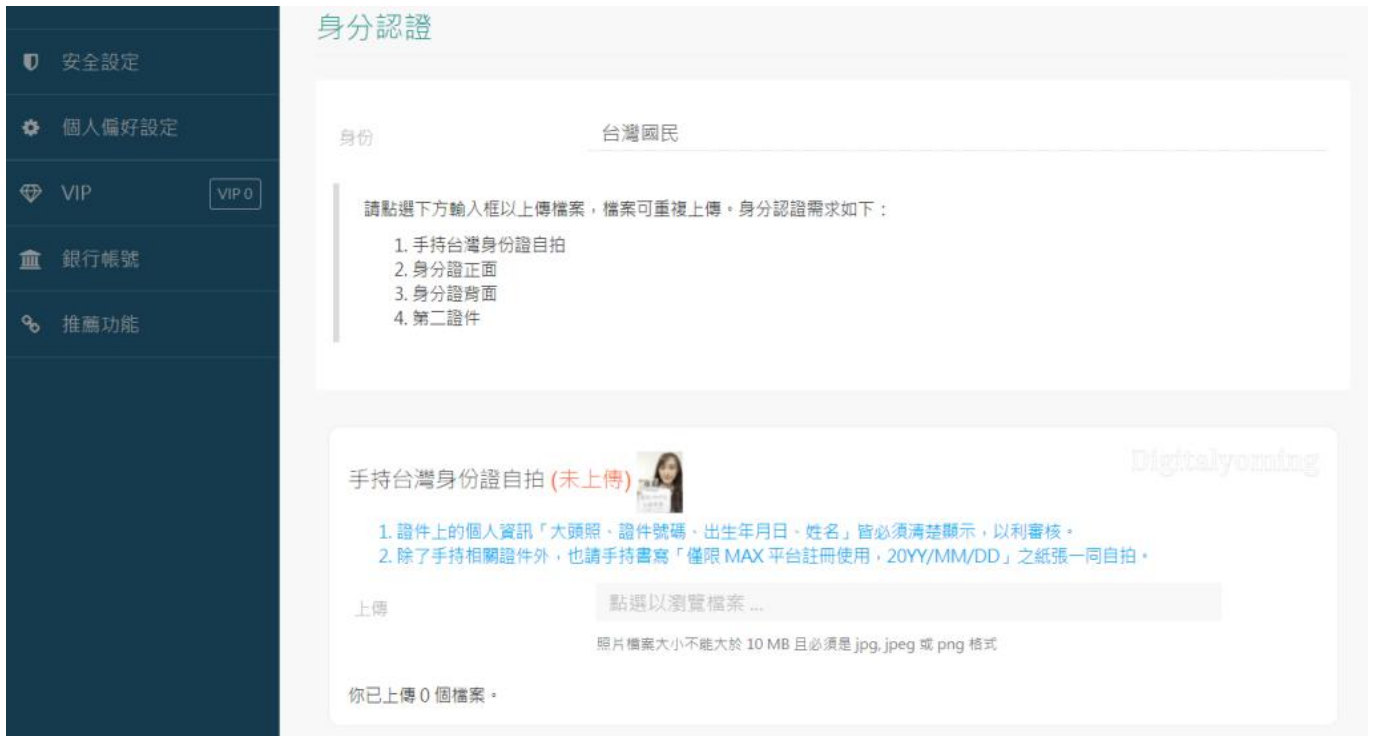 身分認證
安全設定
個人偏好設定
VIP
VIP 0
銀行帳號
推薦功能
身份
台灣國民
請點選下方輸入框以上傳檔案，檔案可重複上傳。身分認證需求如下：
1. 手持台灣身份證自拍
2. 身分證正面
3. 身分證背面
4. 第二證件
Digitalyoming
手持台灣身份證自拍 (未上傳)
1. 證件上的個人資訊「大頭照、證件號碼、出生年月日、姓名」皆必須清楚顯示，以利審核。
2. 除了手持相關證件外，也請手持書寫「僅限 MAX 平台註冊使用，20YY/MM/DD」之紙張一同自拍。
上傳
點選以瀏覽檔案 ...
照片檔案大小不能大於 10 MB 且必須是 jpg, jpeg 或 png 格式
你已上傳 0 個檔案。